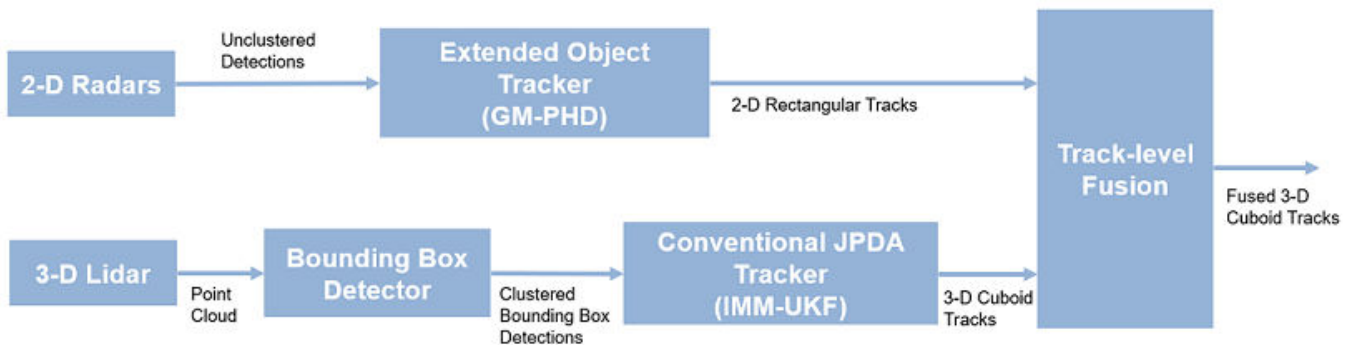 Unclustered
Detections
2-D Radars
Extended Object
Tracker
(GM-PHD)
2-D Rectangular Tracks
Track-level
Fusion
Fused 3-D
Cuboid Tracks
3-D Lidar
Point
Cloud
Bounding Box
Detector
Clustered
Bounding Box
Detections
Conventional JPDA
Tracker
(IMM-UKF)
3-D Cuboid
Tracks